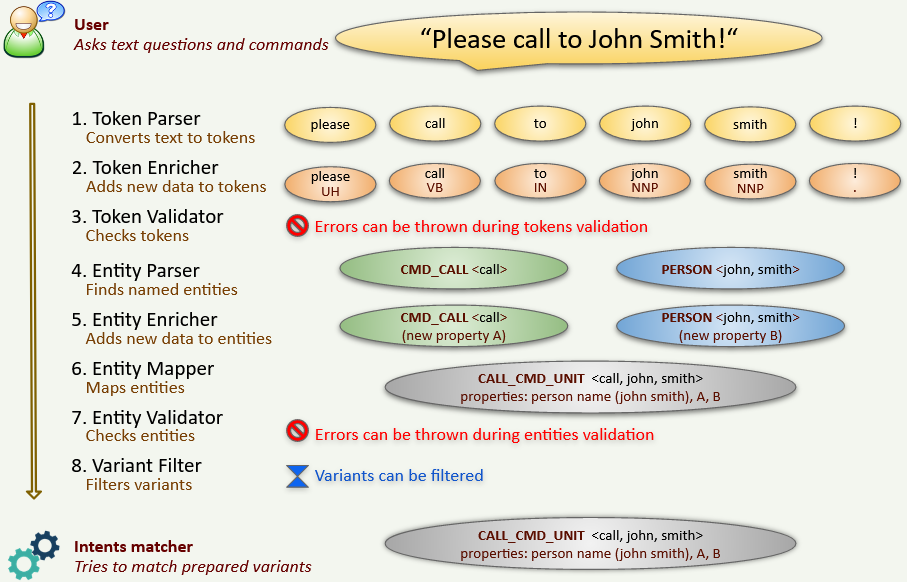 ?
User
Asks text questions and commands
“Please call to John Smith!“
1. Token Parser
Converts text to tokens
please call to john smith !
2. Token Enricher
Adds new data to tokens
please call to john smith !
UH VB IN NNP NNP .
3. Token Validator
Checks tokens
Errors can be thrown during tokens validation
4. Entity Parser
Finds named entities
CMD_CALL <call> PERSON <john, smith>
5. Entity Enricher
Adds new data to entities
CMD_CALL <call> PERSON <john, smith>
(new property A) (new property B)
6. Entity Mapper
Maps entities
CALL_CMD_UNIT <call, john, smith>
properties: person name (john smith), A, B
7. Entity Validator
Checks entities
Errors can be thrown during entities validation
8. Variant Filter
Filters variants
Variants can be filtered
Intents matcher
Tries to match prepared variants
CALL_CMD_UNIT <call, john, smith>
properties: person name (john smith), A, B